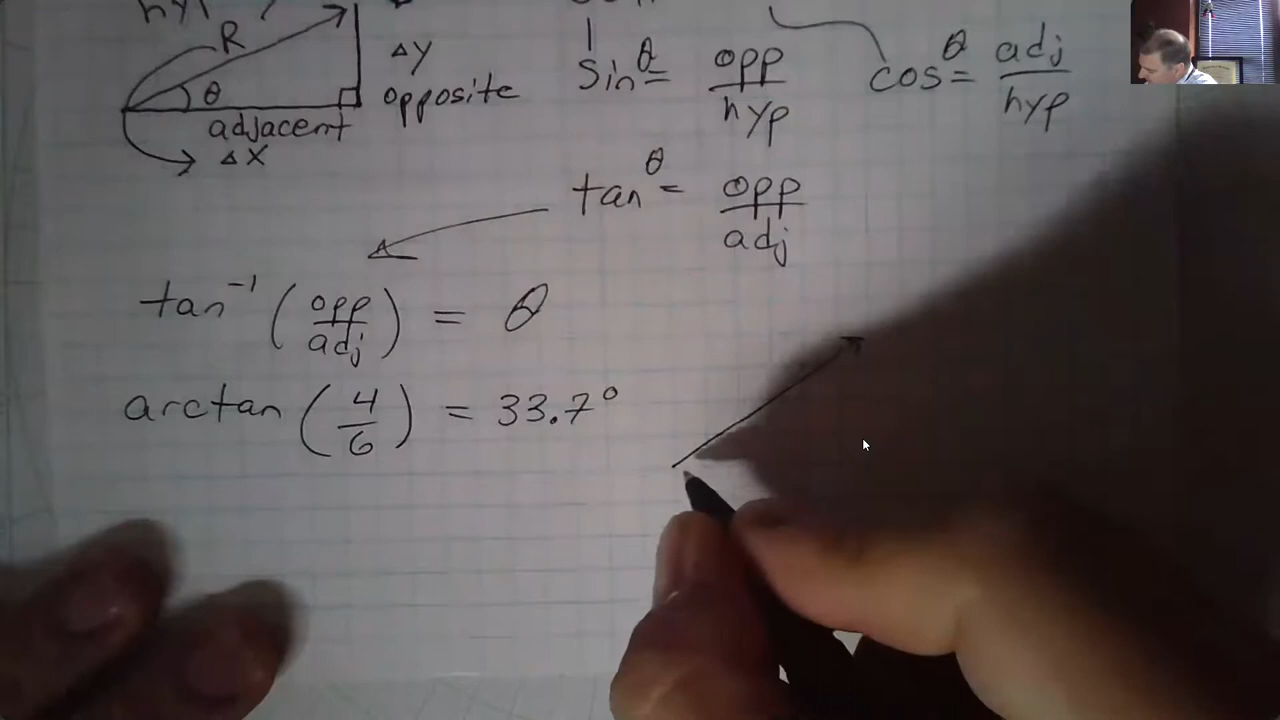 hyp
R
Δy
θ
opposite
adjacent
Δx
sin θ = opp/hyp
cos θ = adj/hyp
tan θ = opp/adj
tan⁻¹ (opp/adj) = θ
arctan (4/6) = 33.7°